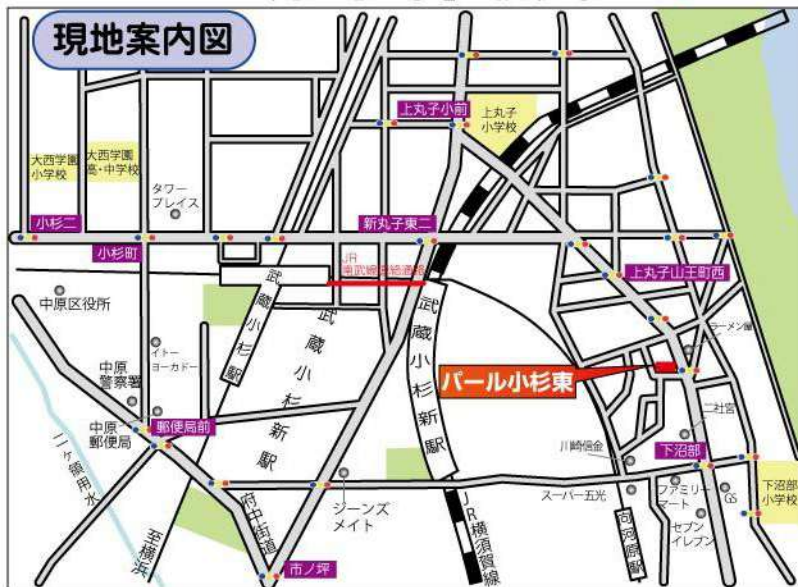 現地案内図
上丸子小前
上丸子
小学校
大西学園
小学校
大西学園
高・中学校
タワー
プレイス
小杉二
小杉町
新丸子東二
上丸子山王町西
JR
南武線連絡通路
中原区役所
武蔵小杉駅
武蔵小杉新駅
武蔵小杉新駅
ラーメン屋
イトー
ヨーカドー
中原
警察署
パール小杉東
中原
郵便局
郵便局前
二社宮
川崎信金
下沼部
二ヶ領用水
ジーンズ
メイト
スーパー五光
ファミリー
マート
GS
下沼部
小学校
セブン
イレブン
府中街道
至横浜
JR横須賀線
向河原駅
市ノ坪